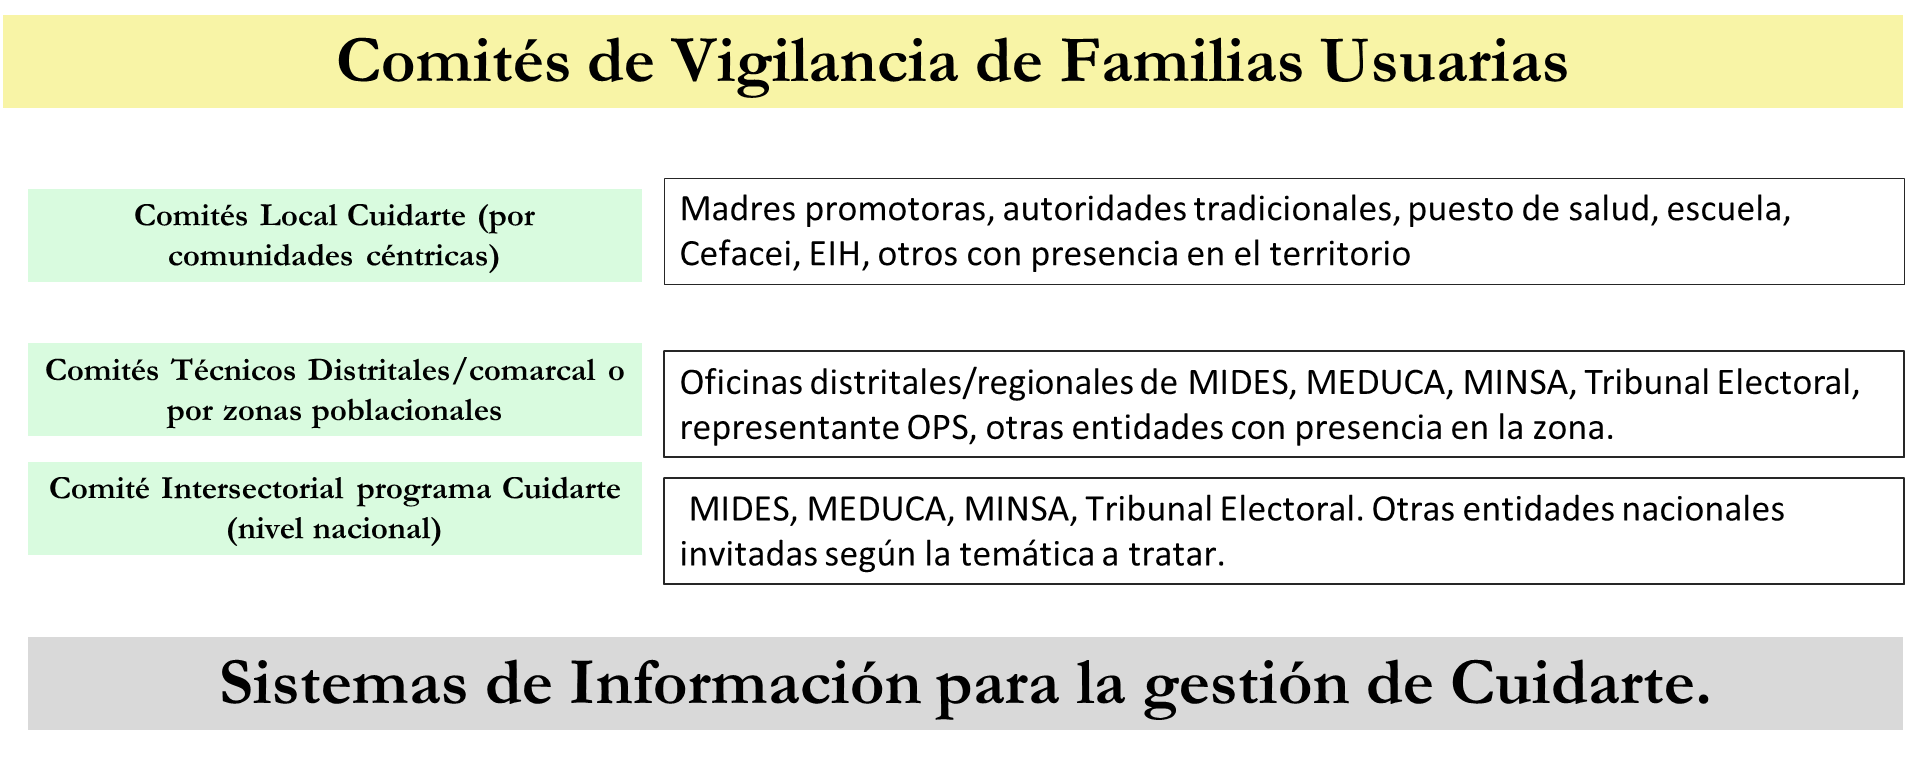 Comités de Vigilancia de Familias Usuarias
Comités Local Cuidarte (por
comunidades céntricas)
Madres promotoras, autoridades tradicionales, puesto de salud, escuela,
Cefacei, EIH, otros con presencia en el territorio
Comités Técnicos Distritales/comarcal o
por zonas poblacionales
Oficinas distritales/regionales de MIDES, MEDUCA, MINSA, Tribunal Electoral,
representante OPS, otras entidades con presencia en la zona.
Comité Intersectorial programa Cuidarte
(nivel nacional)
MIDES, MEDUCA, MINSA, Tribunal Electoral. Otras entidades nacionales
invitadas según la temática a tratar.
Sistemas de Información para la gestión de Cuidarte.